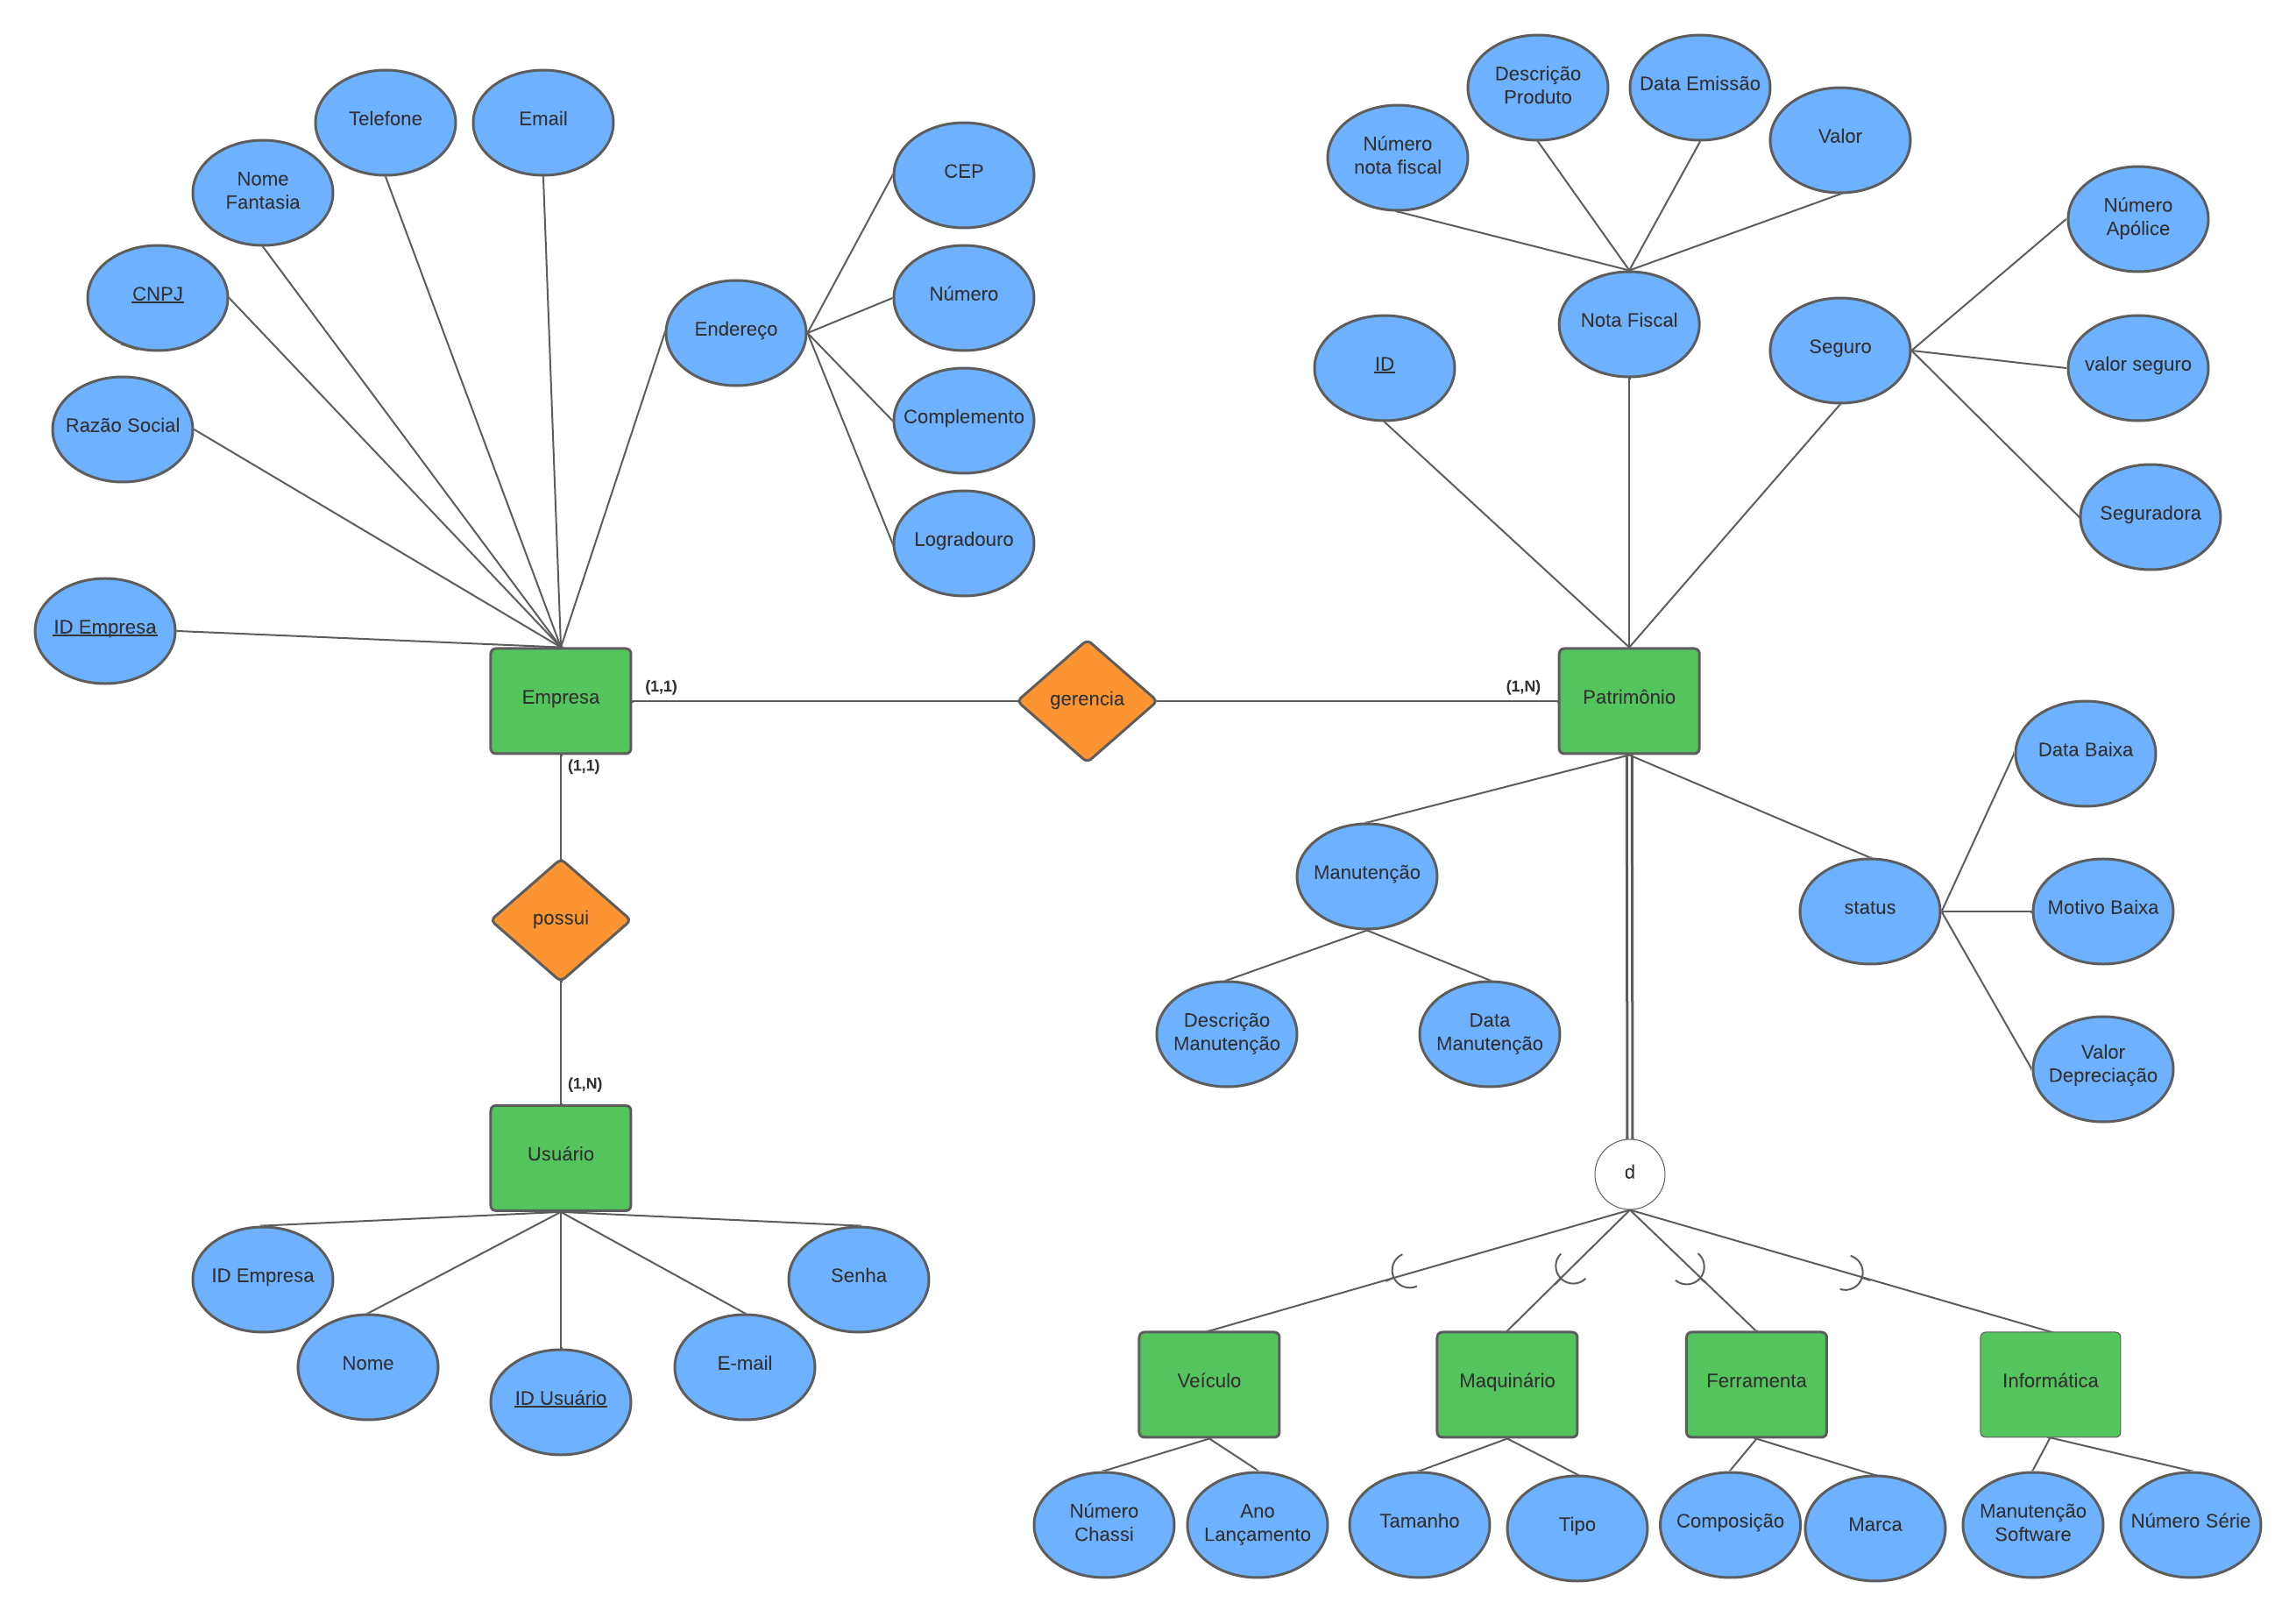 Descrição
Produto
Data Emissão
Telefone
Email
Valor
Número
nota fiscal
CEP
Nome
Fantasia
Número
Apólice
CNPJ
Número
Nota Fiscal
Endereço
Seguro
ID
valor seguro
Razão Social
Complemento
Seguradora
Logradouro
ID Empresa
(1,1)
(1,N)
Empresa
gerencia
Patrimônio
(1,1)
Data Baixa
Manutenção
possui
status
Motivo Baixa
Descrição
Manutenção
Data
Manutenção
Valor
Depreciação
(1,N)
Usuário
d
ID Empresa
Senha
Nome
E-mail
ID Usuário
Veículo
Maquinário
Ferramenta
Informática
Número
Chassi
Ano
Lançamento
Tamanho
Tipo
Composição
Marca
Manutenção
Software
Número Série